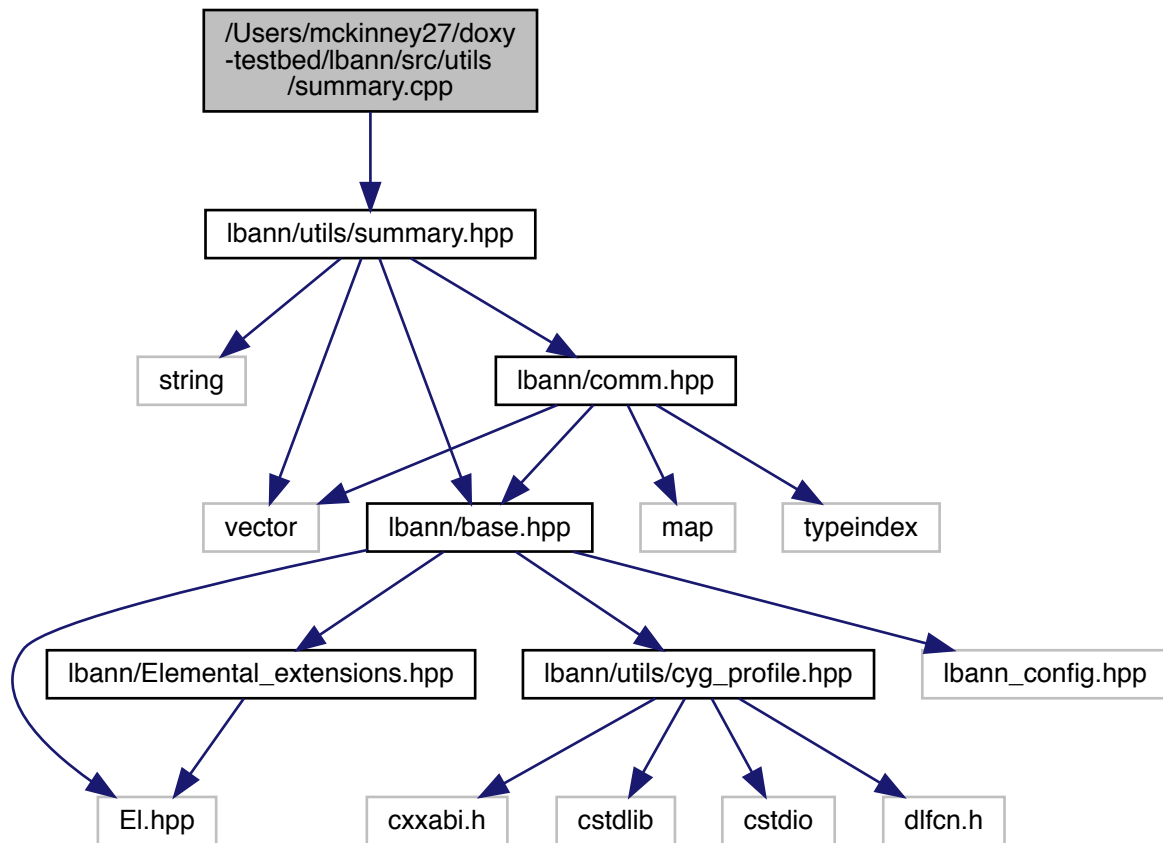 /Users/mckinney27/doxy
-testbed/lbann/src/utils
/summary.cpp
lbann/utils/summary.hpp
string
lbann/comm.hpp
vector
lbann/base.hpp
map
typeindex
lbann/Elemental_extensions.hpp
lbann/utils/cyg_profile.hpp
lbann_config.hpp
El.hpp
cxxabi.h
cstdlib
cstdio
dlfcn.h